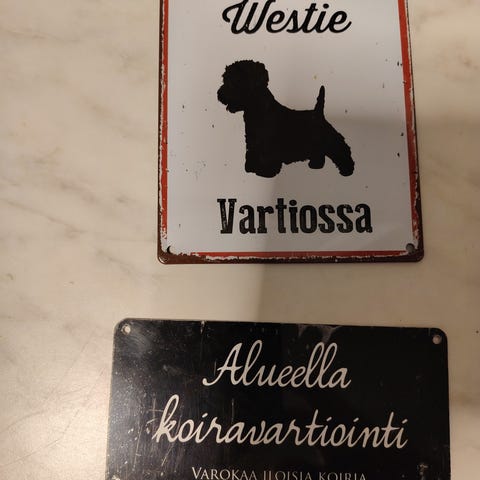 Westie
Vartiossa
Alueella
koiravartiointi
VAROKAA ILOISIA KOIRIA